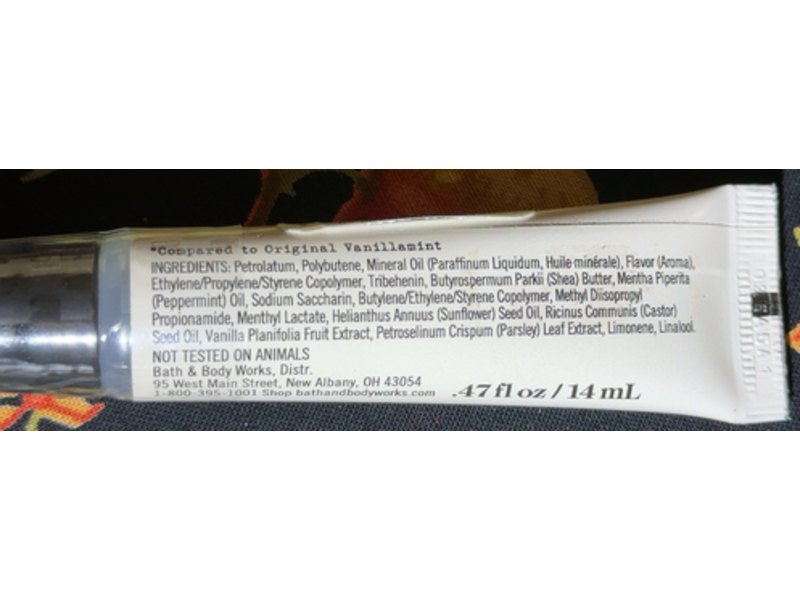 *Compared to Original Vanillamint
INGREDIENTS: Petrolatum, Polybutene, Mineral Oil (Paraffinum Liquidum, Huile minérale), Flavor (Aroma),
Ethylene/Propylene/Styrene Copolymer, Tribehenin, Butyrospermum Parkii (Shea) Butter, Mentha Piperita
(Peppermint) Oil, Sodium Saccharin, Butylene/Ethylene/Styrene Copolymer, Methyl Diisopropyl
Propionamide, Menthyl Lactate, Helianthus Annuus (Sunflower) Seed Oil, Ricinus Communis (Castor)
Seed Oil, Vanilla Planifolia Fruit Extract, Petroselinum Crispum (Parsley) Leaf Extract, Limonene, Linalool.
NOT TESTED ON ANIMALS
Bath & Body Works, Distr.
95 West Main Street, New Albany, OH 43054
1-800-395-1001 Shop bathandbodyworks.com
.47 fl oz / 14 mL